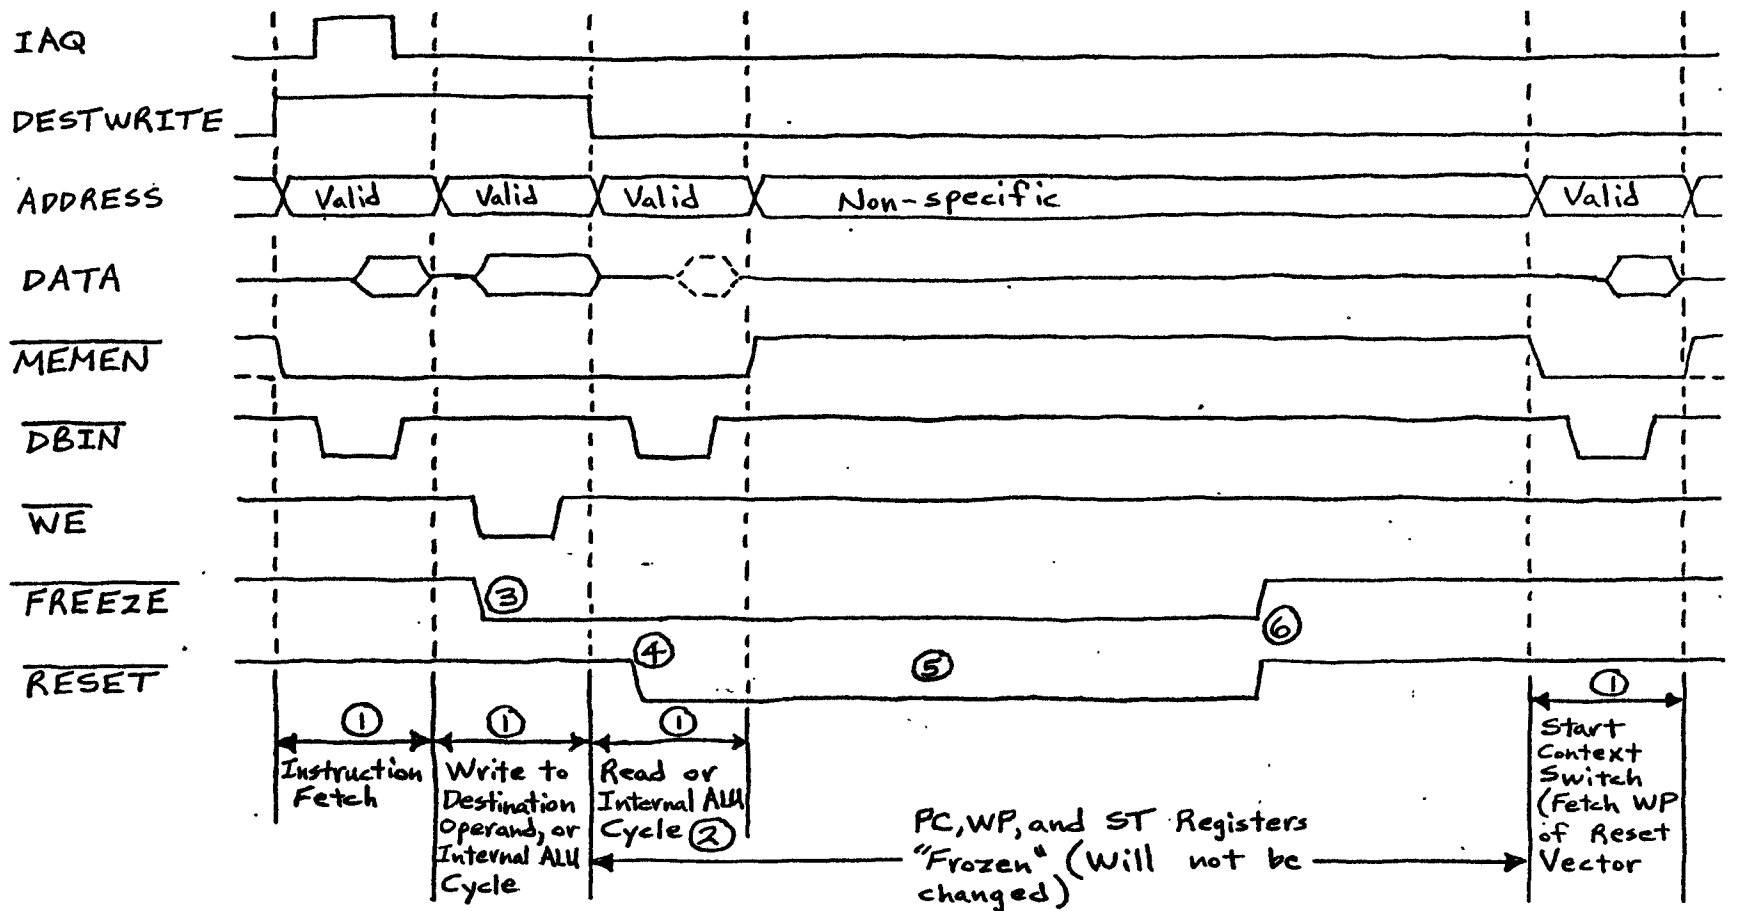 IAQ
DESTWRITE
ADDRESS
Valid
Valid
Valid
Non-specific
Valid
DATA
MEMEN
DBIN
WE
FREEZE
③
⑥
④
⑤
RESET
①
①
①
①
Instruction
Fetch
Write to
Destination
Operand, or
Internal ALU
Cycle
Read or
Internal ALU
Cycle ②
PC, WP, and ST Registers
"Frozen" (Will not be
changed)
Start
Context
Switch
(Fetch WP
of Reset
Vector